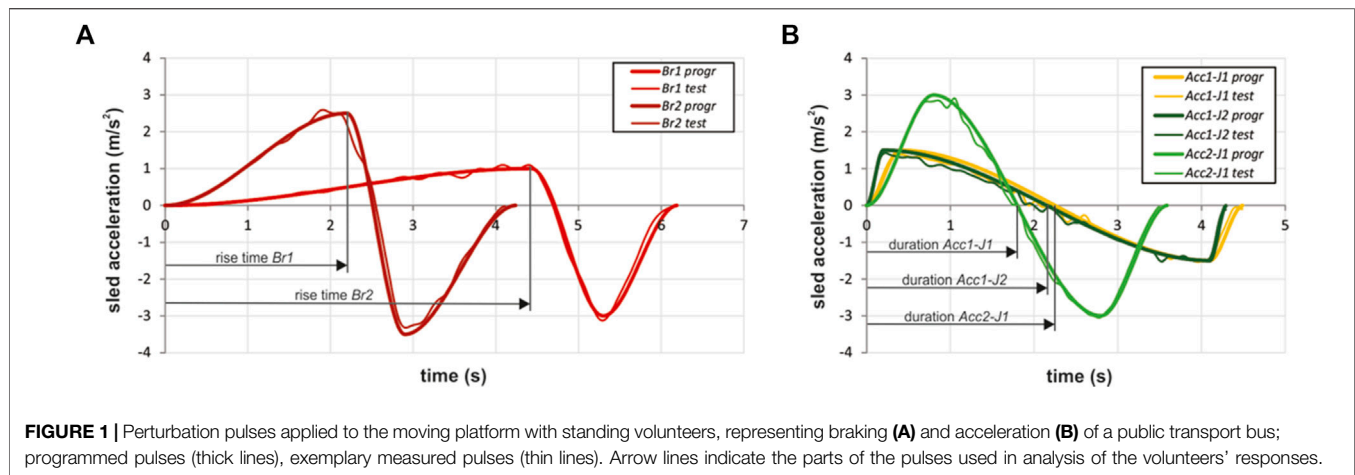 A
B
sled acceleration (m/s²)
4
3
2
1
0
-1
-2
-3
-4
Br1 progr
Br1 test
Br2 progr
Br2 test
rise time Br1
rise time Br2
0 1 2 3 4 5 6 7
time (s)
sled acceleration (m/s²)
4
3
2
1
0
-1
-2
-3
-4
Acc1-J1 progr
Acc1-J1 test
Acc1-J2 progr
Acc1-J2 test
Acc2-J1 progr
Acc2-J1 test
duration Acc1-J1
duration Acc1-J2
duration Acc2-J1
0 1 2 3 4 5
time (s)
FIGURE 1 | Perturbation pulses applied to the moving platform with standing volunteers, representing braking (A) and acceleration (B) of a public transport bus;
programmed pulses (thick lines), exemplary measured pulses (thin lines). Arrow lines indicate the parts of the pulses used in analysis of the volunteers' responses.